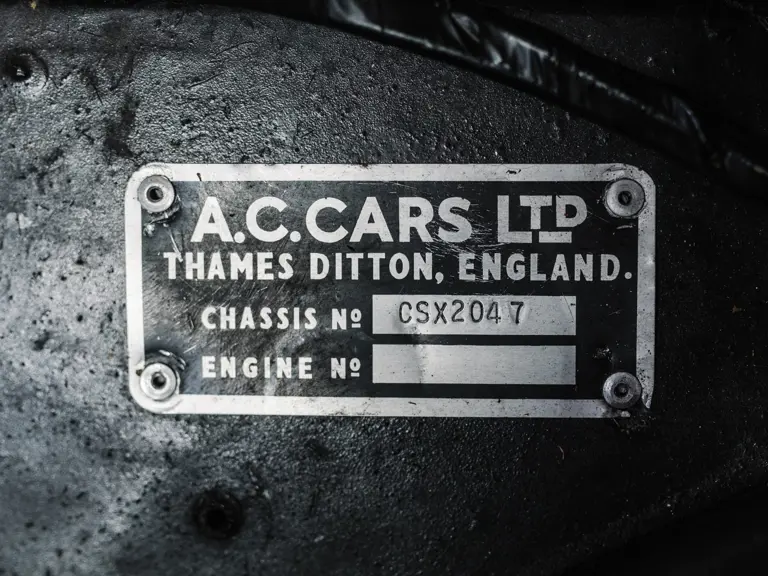 A.C.CARS LTD
THAMES DITTON, ENGLAND.
CHASSIS Nº CSX2047
ENGINE Nº